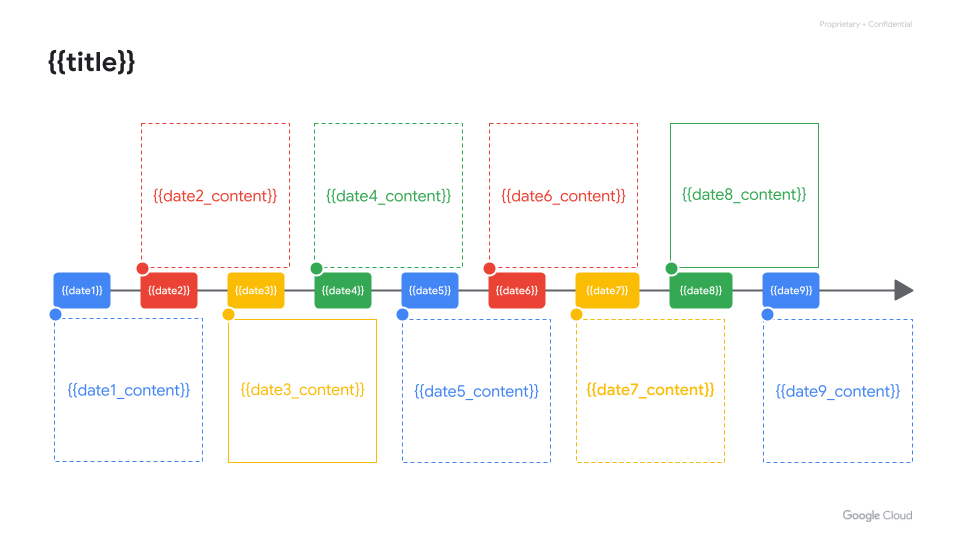 Proprietary + Confidential
{{title}}
{{date2_content}}
{{date4_content}}
{{date6_content}}
{{date8_content}}
{{date1}}
{{date2}}
{{date3}}
{{date4}}
{{date5}}
{{date6}}
{{date7}}
{{date8}}
{{date9}}
{{date1_content}}
{{date3_content}}
{{date5_content}}
{{date7_content}}
{{date9_content}}
Google Cloud